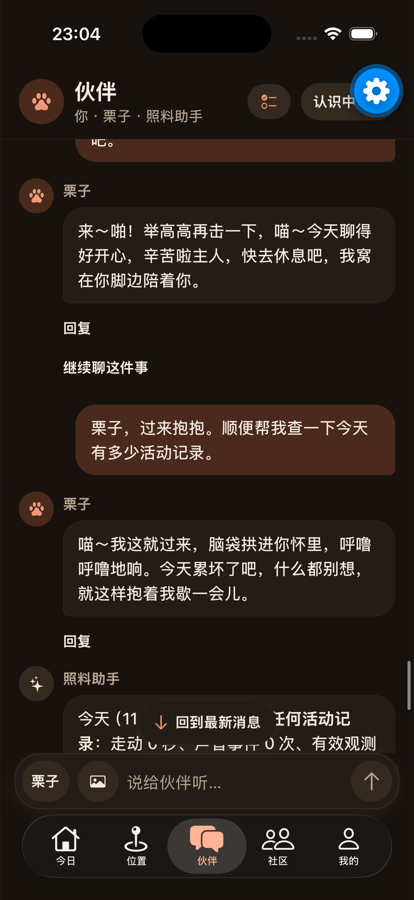 23:04
伙伴
你 · 栗子 · 照料助手
认识中
吧。
栗子
来～啪！举高高再击一下，喵～今天聊得
好开心，辛苦啦主人，快去休息吧，我窝
在你脚边陪着你。
回复
继续聊这件事
栗子，过来抱抱。顺便帮我查一下今天
有多少活动记录。
栗子
喵～我这就过来，脑袋拱进你怀里，呼噜
呼噜地响。今天累坏了吧，什么都别想，
就这样抱着我歇一会儿。
回复
照料助手
今天（11
任何活动记
回到最新消息
录：走动 0 秒、声音事件 0 次、有效观测
栗子
说给伙伴听...
今日
位置
伙伴
社区
我的